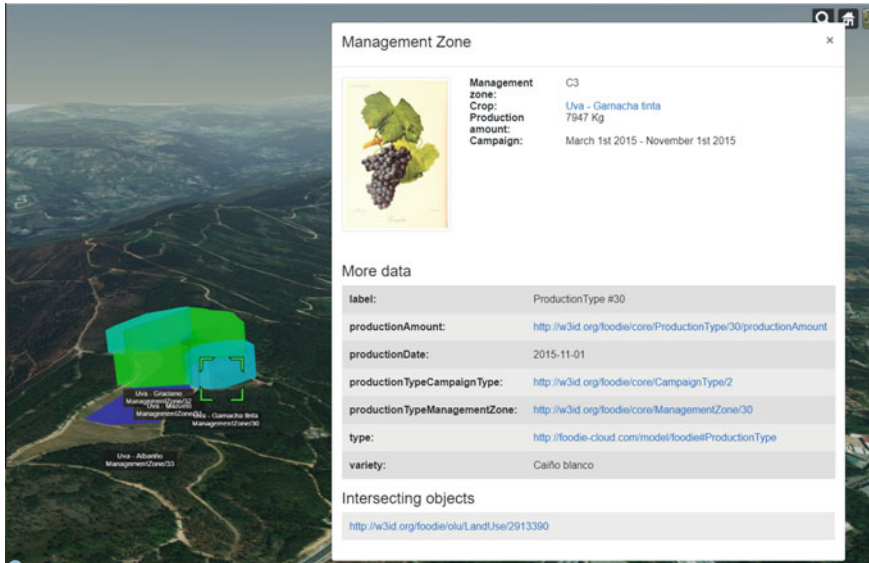 Management Zone
×
Management
zone:
C3
Crop:
Uva - Garnacha tinta
Production
amount:
7947 Kg
Campaign:
March 1st 2015 - November 1st 2015
More data
label:
ProductionType #30
productionAmount:
http://w3id.org/foodie/core/ProductionType/30/productionAmount
productionDate:
2015-11-01
productionTypeCampaignType:
http://w3id.org/foodie/core/CampaignType/2
productionTypeManagementZone:
http://w3id.org/foodie/core/ManagementZone/30
type:
http://foodie-cloud.com/model/foodie#ProductionType
variety:
Caiño blanco
Intersecting objects
http://w3id.org/foodie/olu/LandUse/2913390
Uva - Graciano
ManagementZone/32
Uva - Mazuelo
Uva - Garnacha tinta
ManagementZone/30
Uva - Albariño
ManagementZone/33